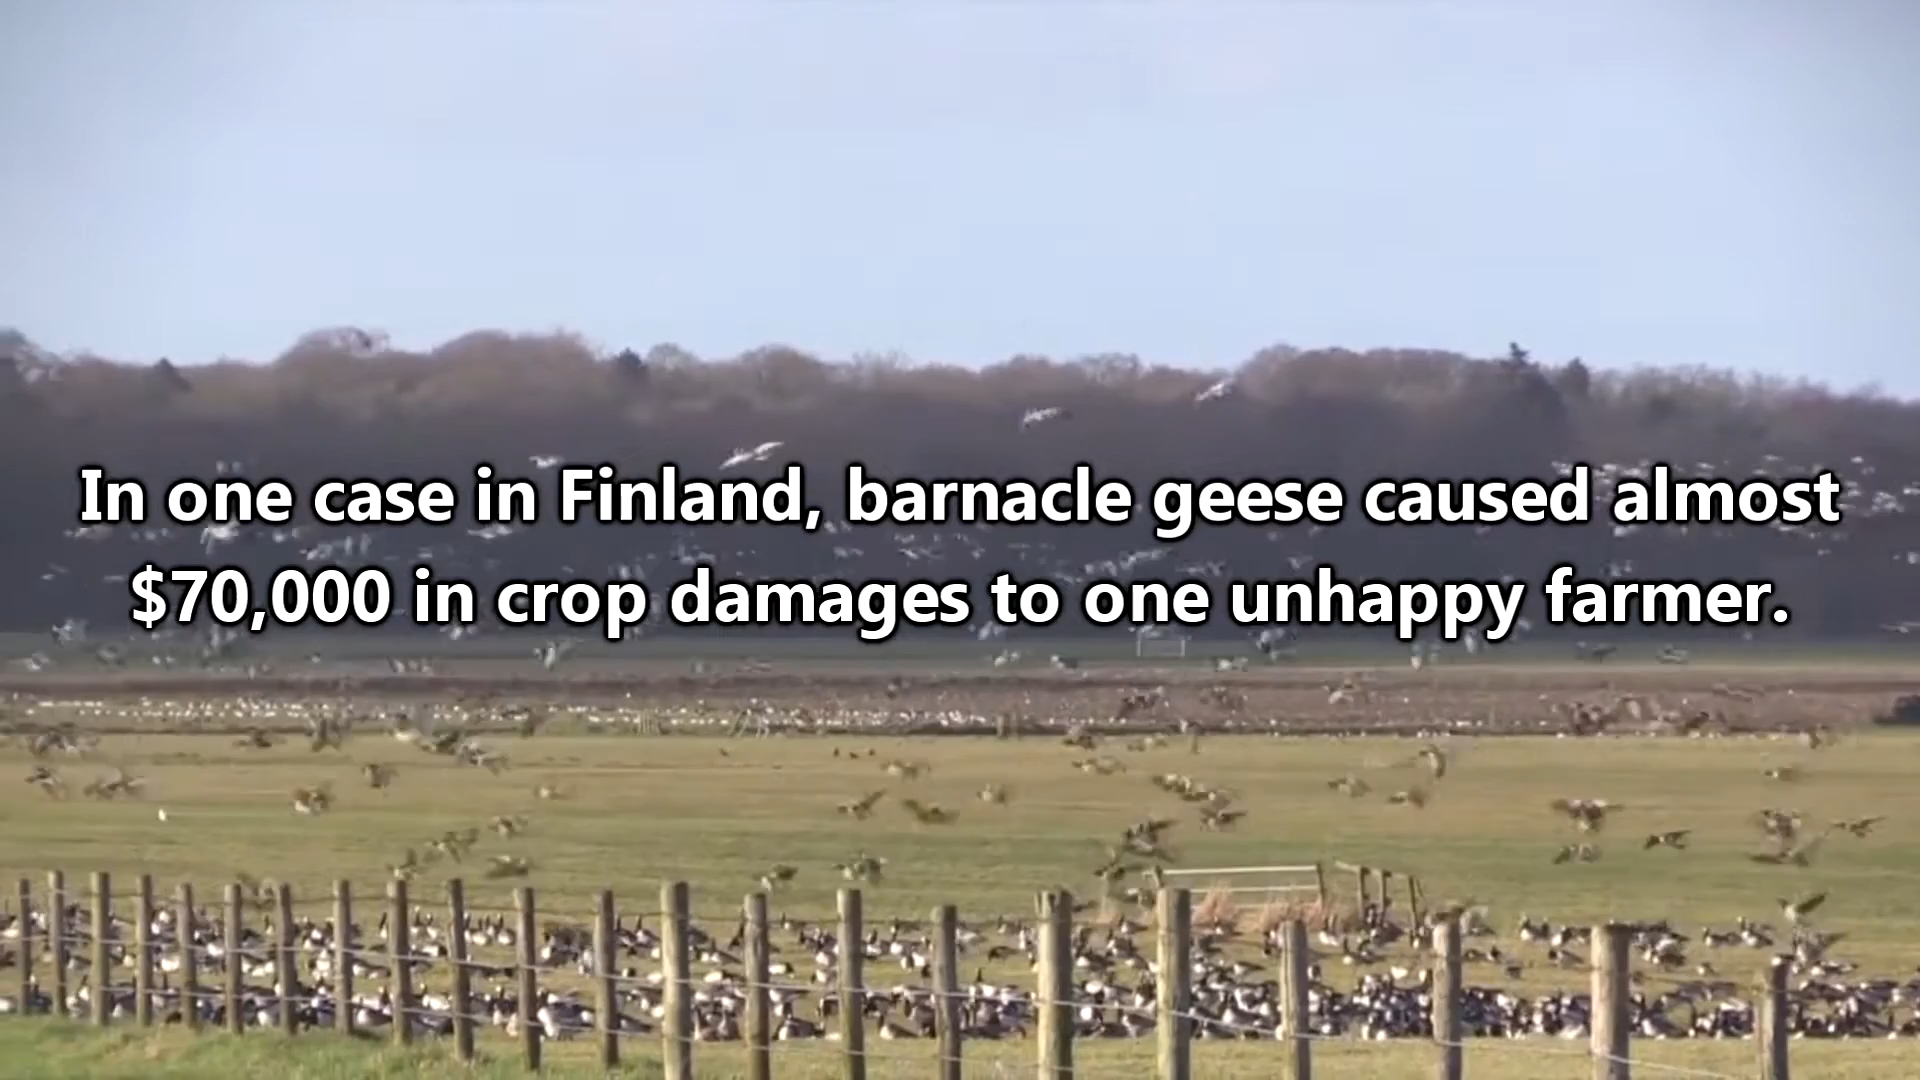 In one case in Finland, barnacle geese caused almost
$70,000 in crop damages to one unhappy farmer.